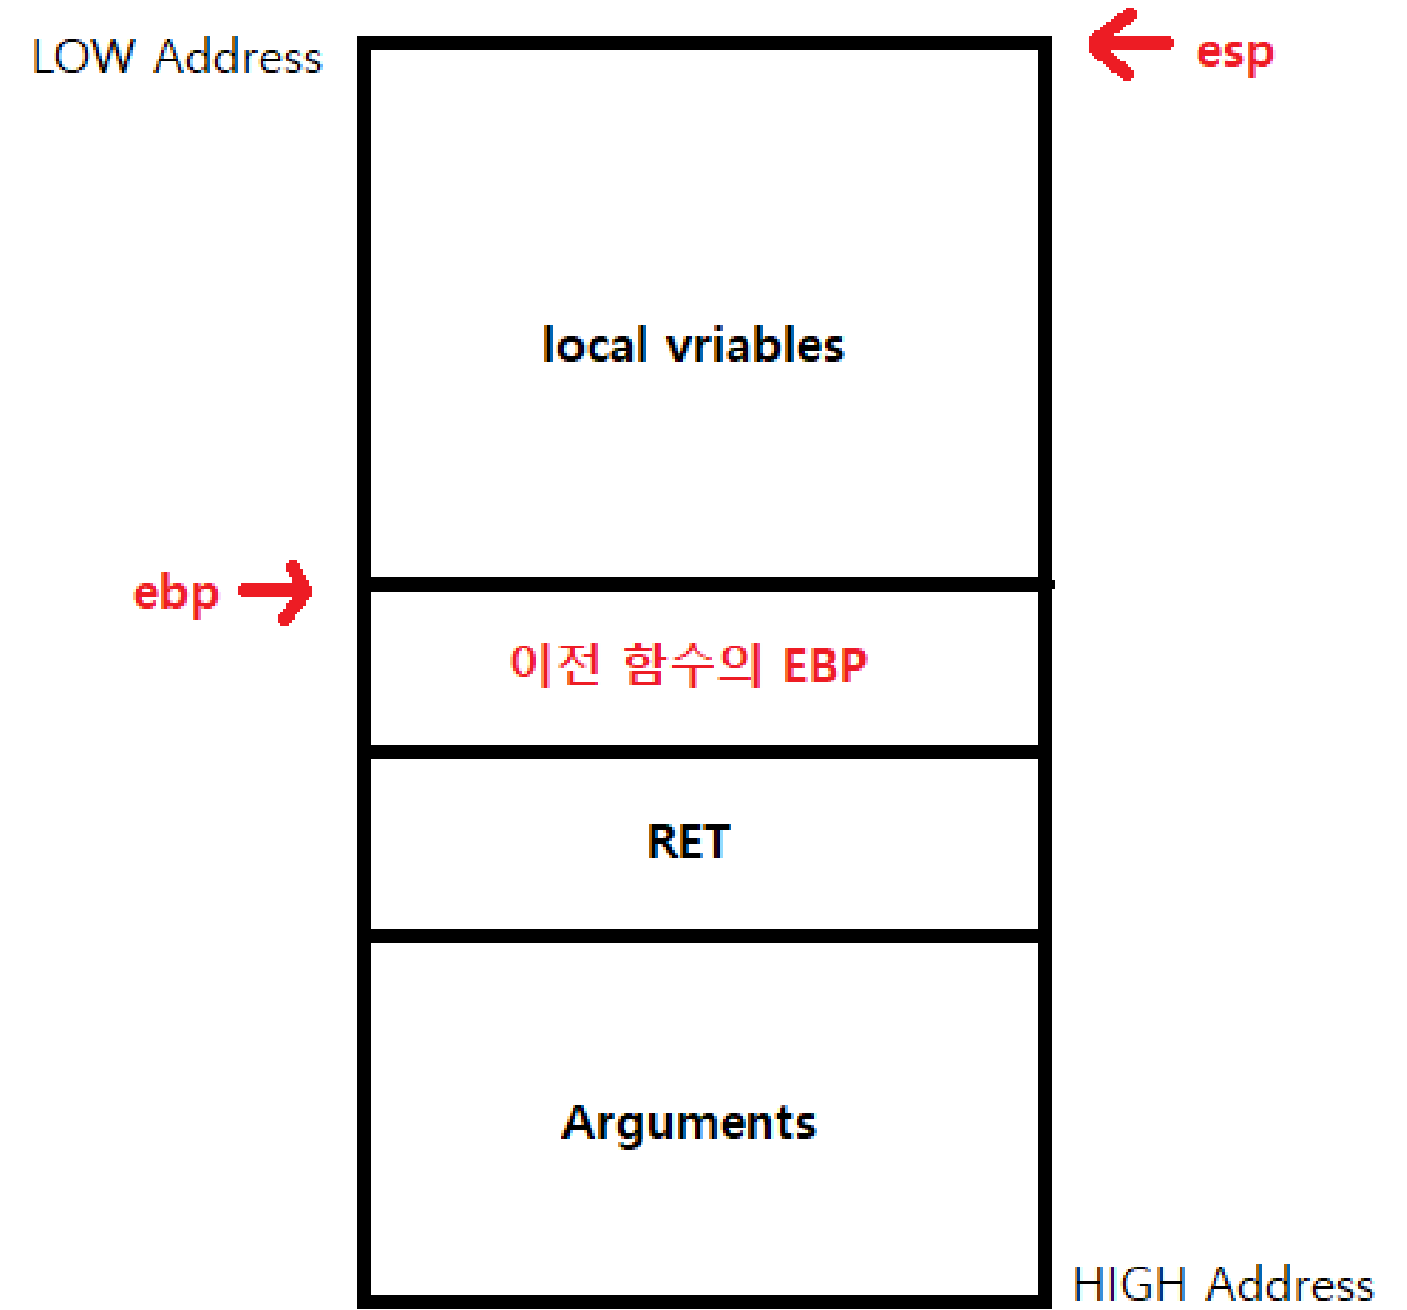 LOW Address
esp
local vriables
ebp
이전 함수의 EBP
RET
Arguments
HIGH Address